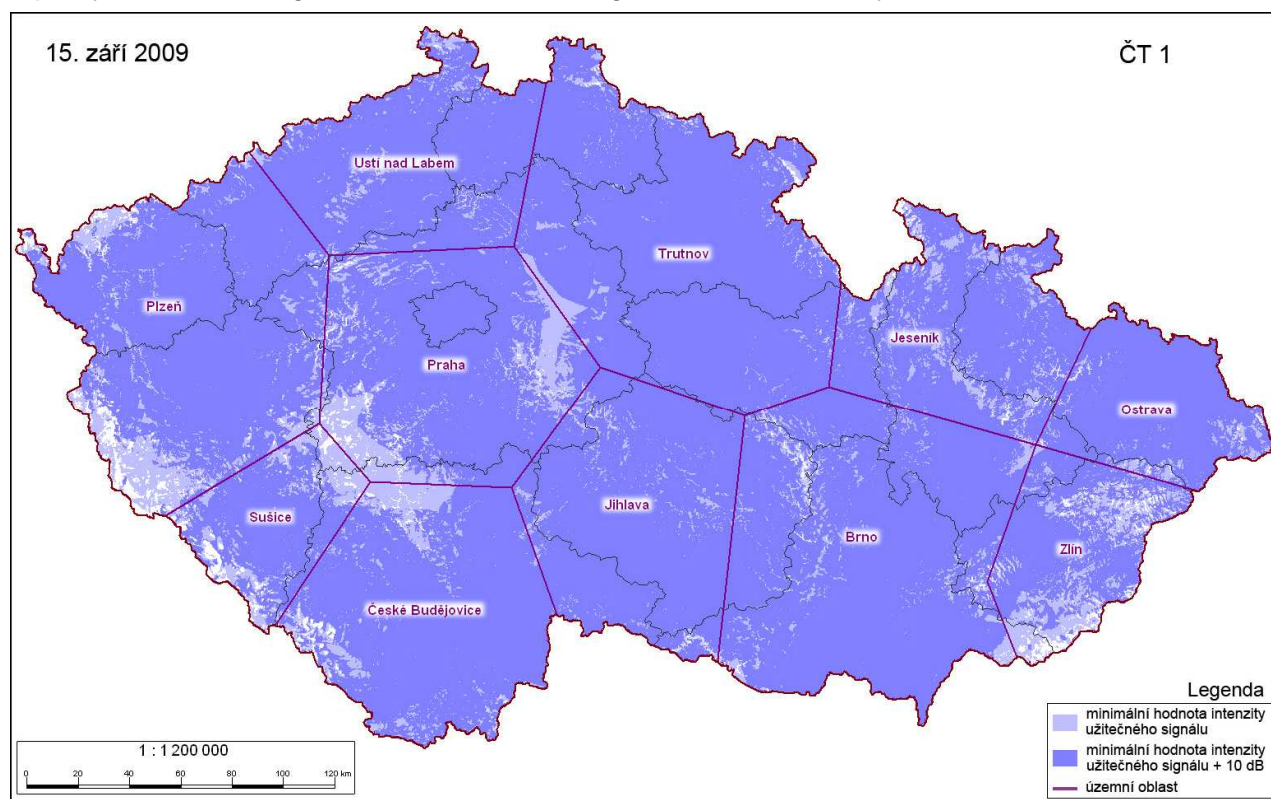 15. září 2009
ČT 1
Ustí nad Labem
Trutnov
Plzeň
Jeseník
Praha
Ostrava
Sušice
Jihlava
Brno
Zlín
České Budějovice
Legenda
minimální hodnota intenzity
užitečného signálu
minimální hodnota intenzity
užitečného signálu + 10 dB
územní oblast
1 : 1 200 000
0 20 40 60 80 100 120 km